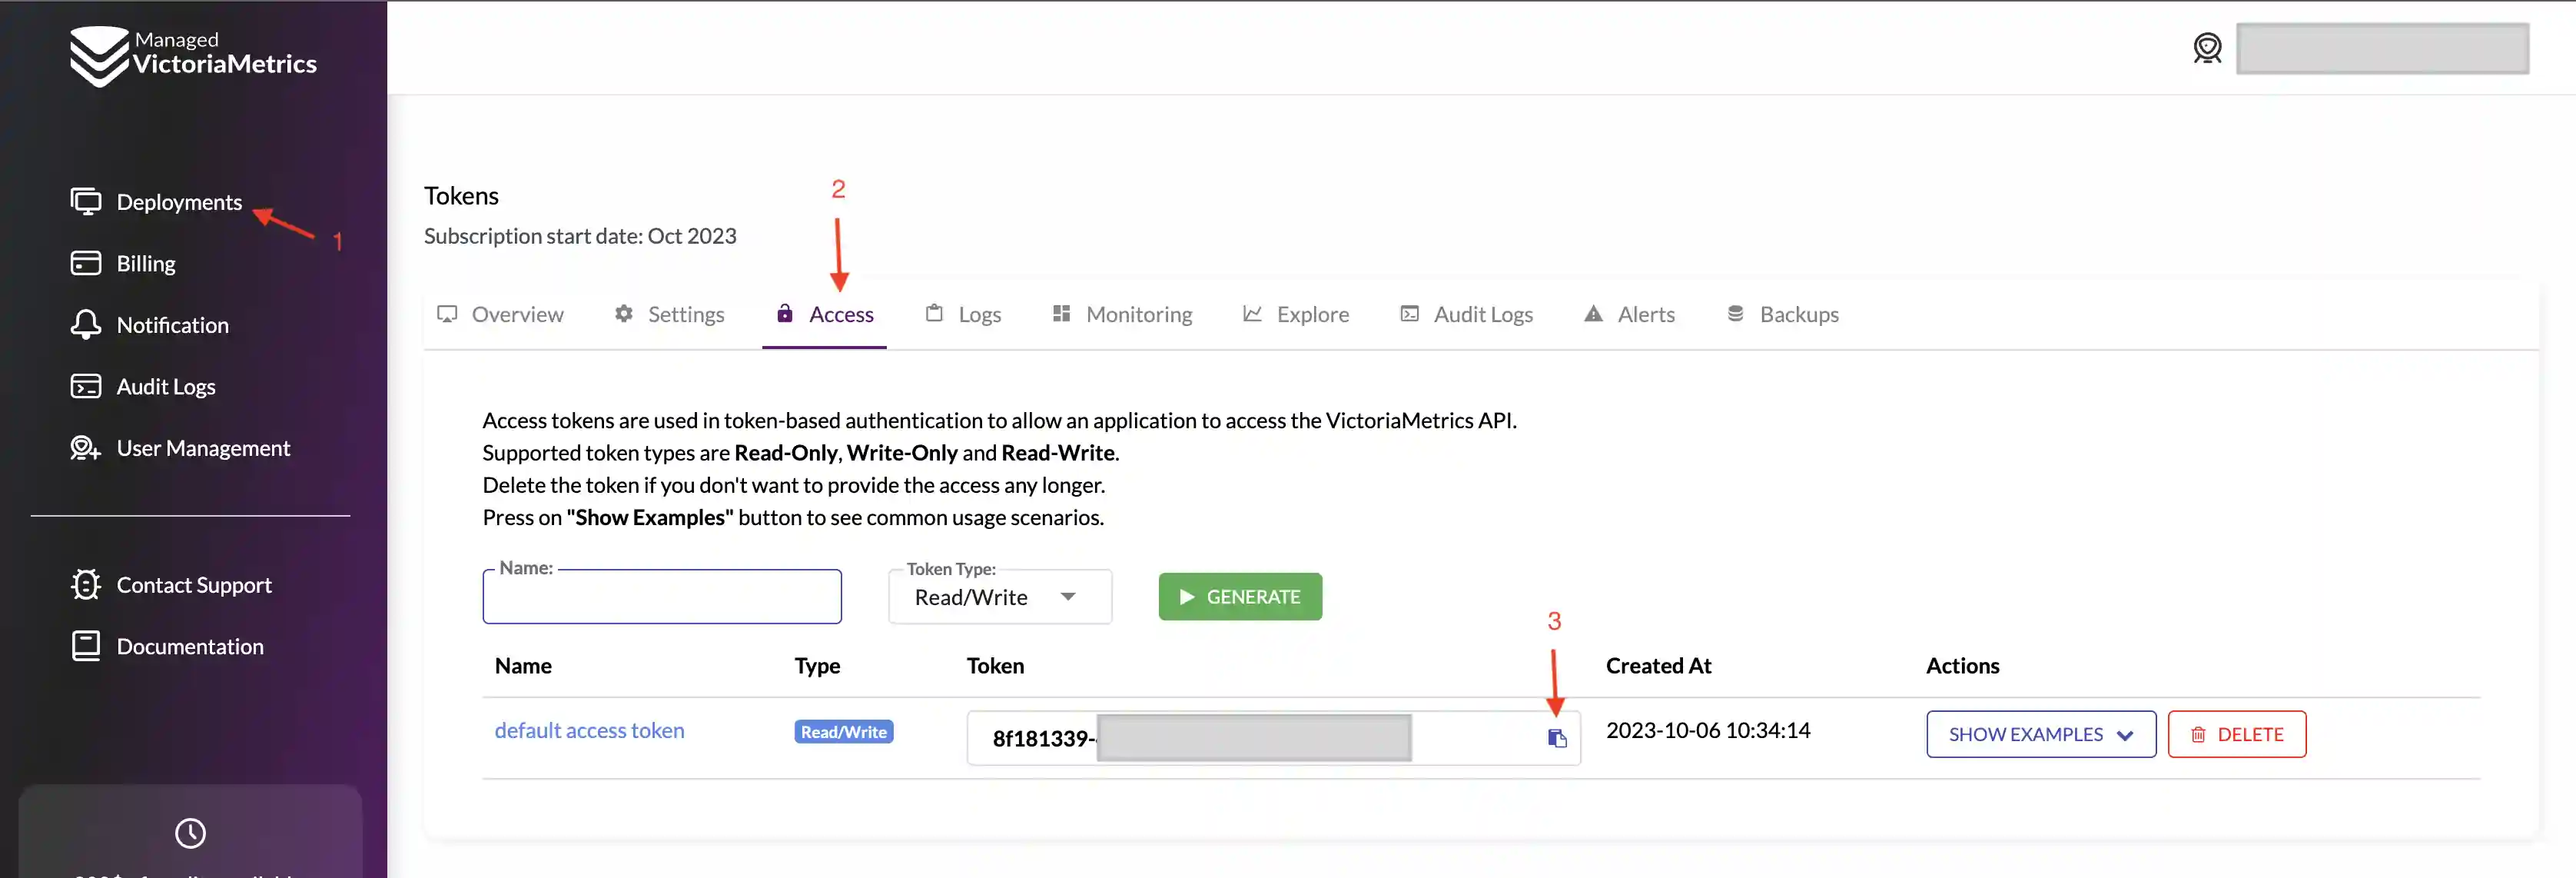 Managed
VictoriaMetrics
Deployments
1
Billing
Notification
Audit Logs
User Management
Contact Support
Documentation
Tokens
Subscription start date: Oct 2023
2
Overview Settings Access Logs Monitoring Explore Audit Logs Alerts Backups
Access tokens are used in token-based authentication to allow an application to access the VictoriaMetrics API.
Supported token types are Read-Only, Write-Only and Read-Write.
Delete the token if you don't want to provide the access any longer.
Press on "Show Examples" button to see common usage scenarios.
Name:
Token Type:
Read/Write
GENERATE
3
Name Type Token Created At Actions
default access token Read/Write 8f181339- 2023-10-06 10:34:14 SHOW EXAMPLES DELETE